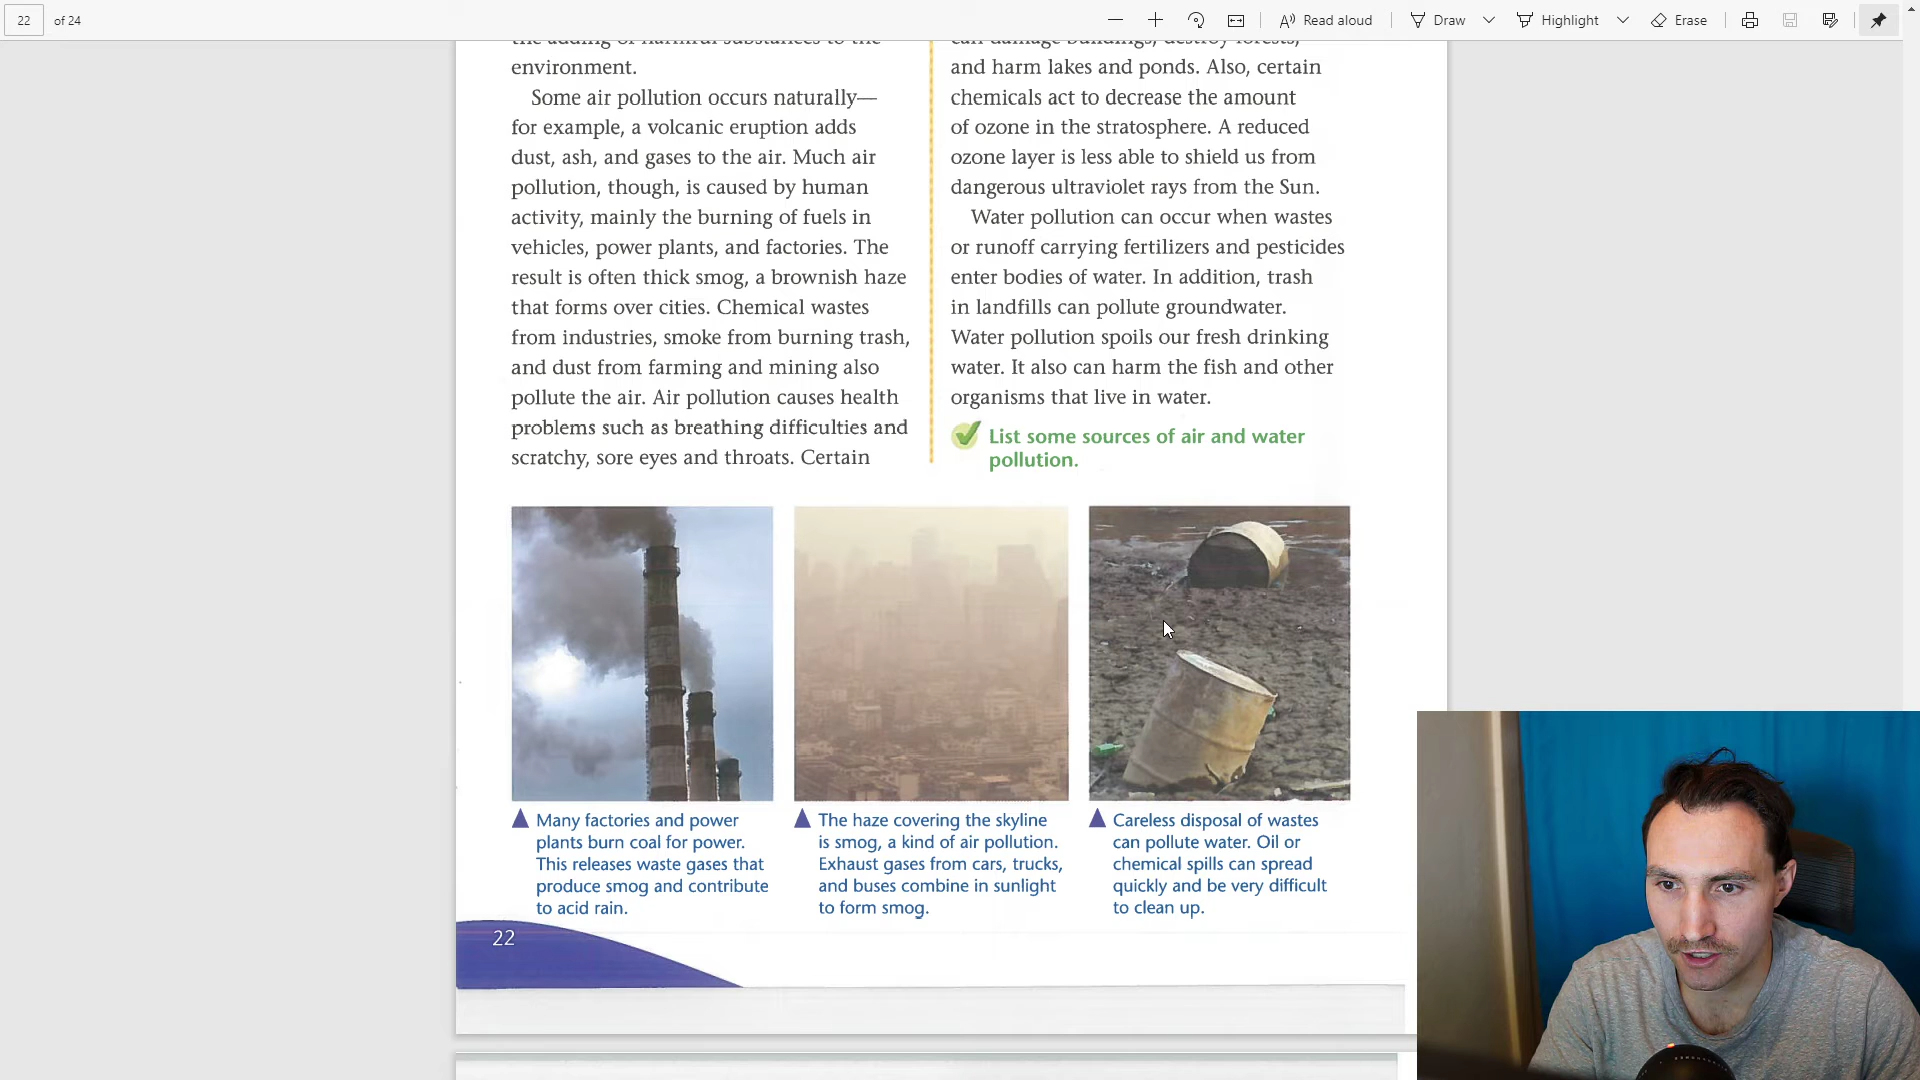 22 of 24
Read aloud
Draw
Highlight
Erase
the adding of harmful substances to the
environment.
Some air pollution occurs naturally—
for example, a volcanic eruption adds
dust, ash, and gases to the air. Much air
pollution, though, is caused by human
activity, mainly the burning of fuels in
vehicles, power plants, and factories. The
result is often thick smog, a brownish haze
that forms over cities. Chemical wastes
from industries, smoke from burning trash,
and dust from farming and mining also
pollute the air. Air pollution causes health
problems such as breathing difficulties and
scratchy, sore eyes and throats. Certain
can damage buildings, destroy forests,
and harm lakes and ponds. Also, certain
chemicals act to decrease the amount
of ozone in the stratosphere. A reduced
ozone layer is less able to shield us from
dangerous ultraviolet rays from the Sun.
Water pollution can occur when wastes
or runoff carrying fertilizers and pesticides
enter bodies of water. In addition, trash
in landfills can pollute groundwater.
Water pollution spoils our fresh drinking
water. It also can harm the fish and other
organisms that live in water.
List some sources of air and water
pollution.
Many factories and power
plants burn coal for power.
This releases waste gases that
produce smog and contribute
to acid rain.
The haze covering the skyline
is smog, a kind of air pollution.
Exhaust gases from cars, trucks,
and buses combine in sunlight
to form smog.
Careless disposal of wastes
can pollute water. Oil or
chemical spills can spread
quickly and be very difficult
to clean up.
22